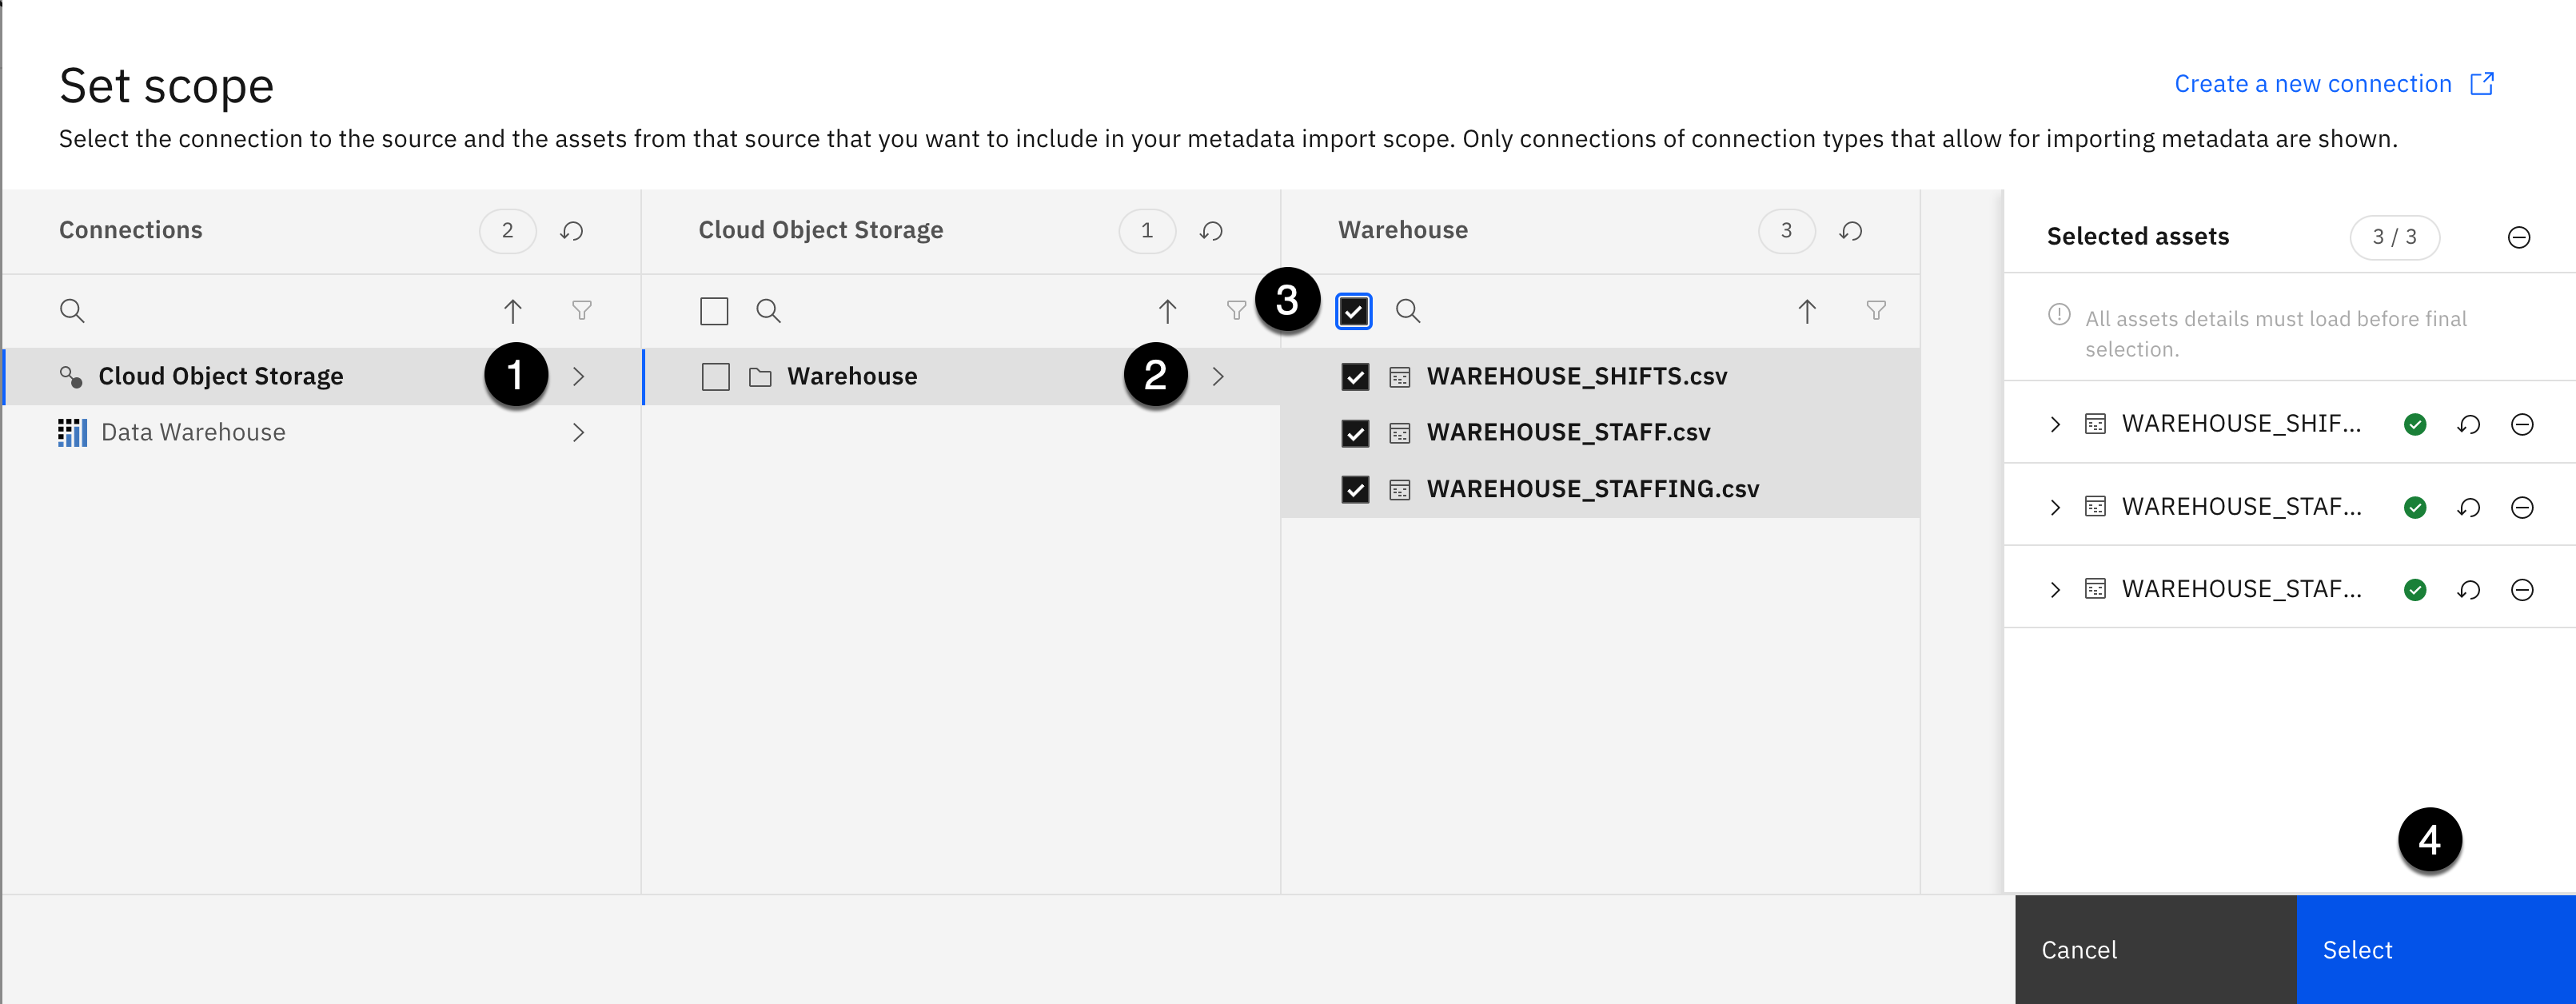 Set scope
Create a new connection
Select the connection to the source and the assets from that source that you want to include in your metadata import scope. Only connections of connection types that allow for importing metadata are shown.
Connections 2
Cloud Object Storage 1
Warehouse 3
Selected assets 3 / 3
3
All assets details must load before final
selection.
Cloud Object Storage 1
Warehouse 2
WAREHOUSE_SHIFTS.csv
Data Warehouse
WAREHOUSE_STAFF.csv
WAREHOUSE_STAFFING.csv
WAREHOUSE_SHIF...
WAREHOUSE_STAF...
WAREHOUSE_STAF...
4
Cancel
Select